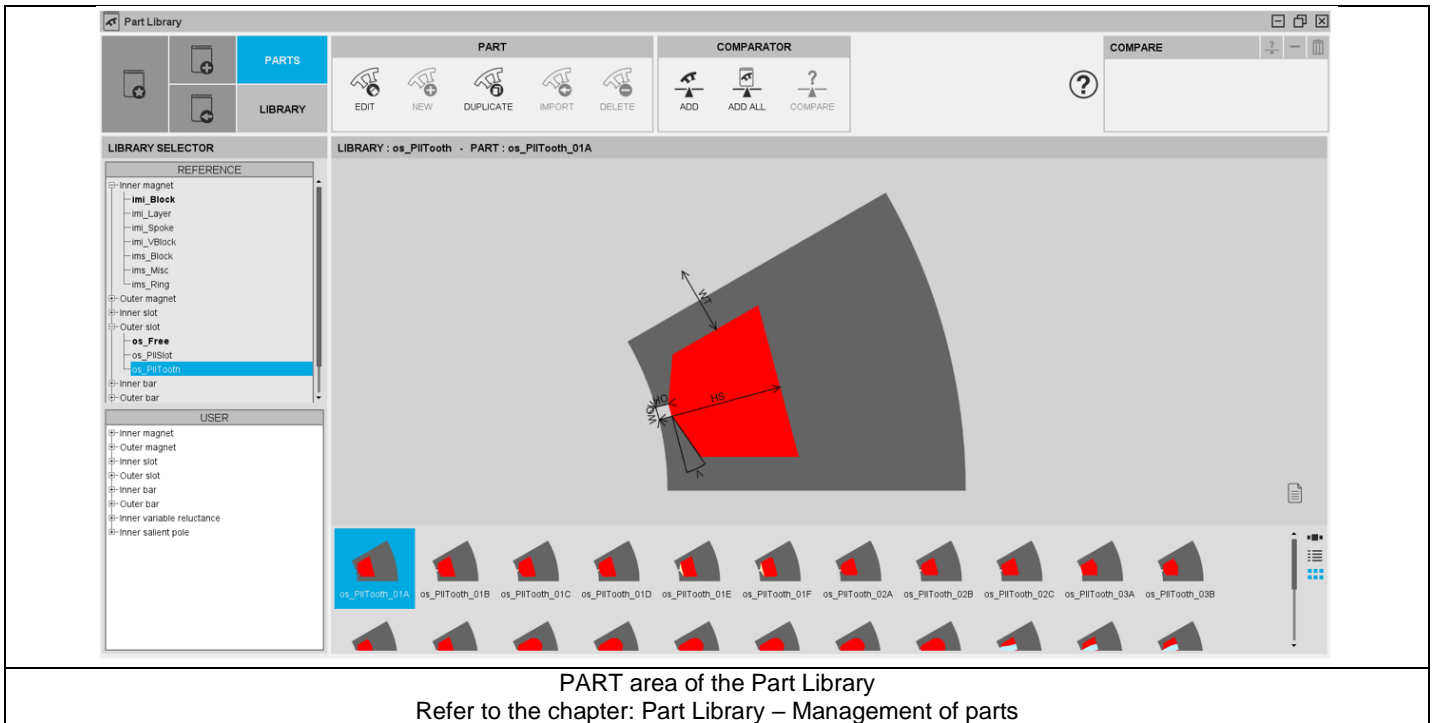 Part Library
PARTS
LIBRARY
PART
EDIT
NEW
DUPLICATE
IMPORT
DELETE
COMPARATOR
ADD
ADD ALL
?
COMPARE
?
COMPARE
?
LIBRARY SELECTOR
REFERENCE
Inner magnet
imi_Block
imi_Layer
imi_Spoke
imi_VBlock
ims_Block
ims_Misc
ims_Ring
Outer magnet
Inner slot
Outer slot
os_Free
os_PllSlot
os_PllTooth
Inner bar
Outer bar
USER
Inner magnet
Outer magnet
Inner slot
Outer slot
Inner bar
Outer bar
Inner variable reluctance
Inner salient pole
LIBRARY : os_PllTooth - PART : os_PllTooth_01A
WT
HS
HO
WO
V
os_PllTooth_01A
os_PllTooth_01B
os_PllTooth_01C
os_PllTooth_01D
os_PllTooth_01E
os_PllTooth_01F
os_PllTooth_02A
os_PllTooth_02B
os_PllTooth_02C
os_PllTooth_03A
os_PllTooth_03B
PART area of the Part Library
Refer to the chapter: Part Library – Management of parts